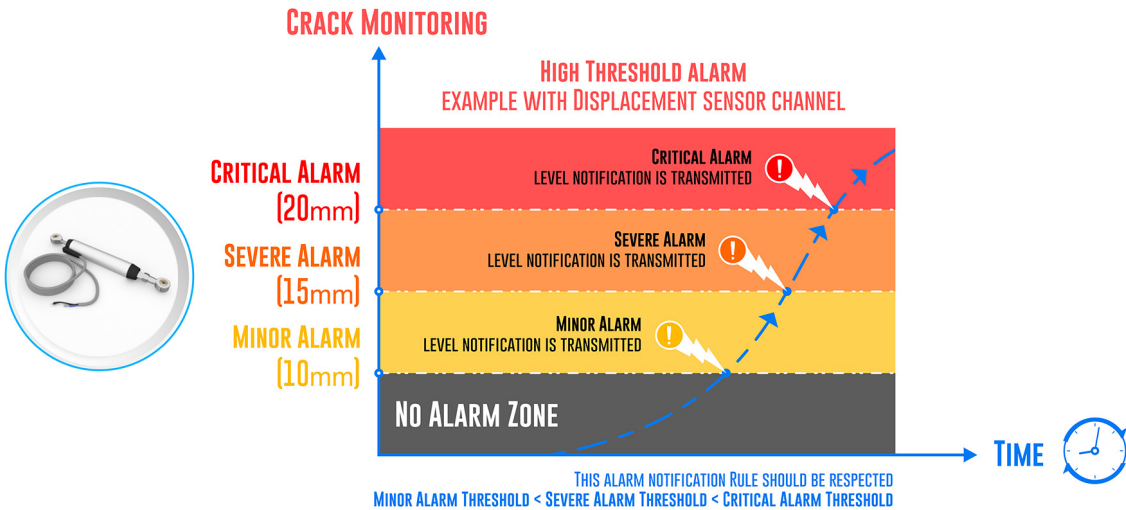 Crack Monitoring
High Threshold alarm
example with Displacement sensor channel
Critical Alarm
(20mm)
Critical Alarm
level notification is transmitted
Severe Alarm
(15mm)
Severe Alarm
level notification is transmitted
Minor Alarm
(10mm)
Minor Alarm
level notification is transmitted
No Alarm Zone
Time
This alarm notification Rule should be respected
Minor Alarm Threshold < Severe Alarm Threshold < Critical Alarm Threshold